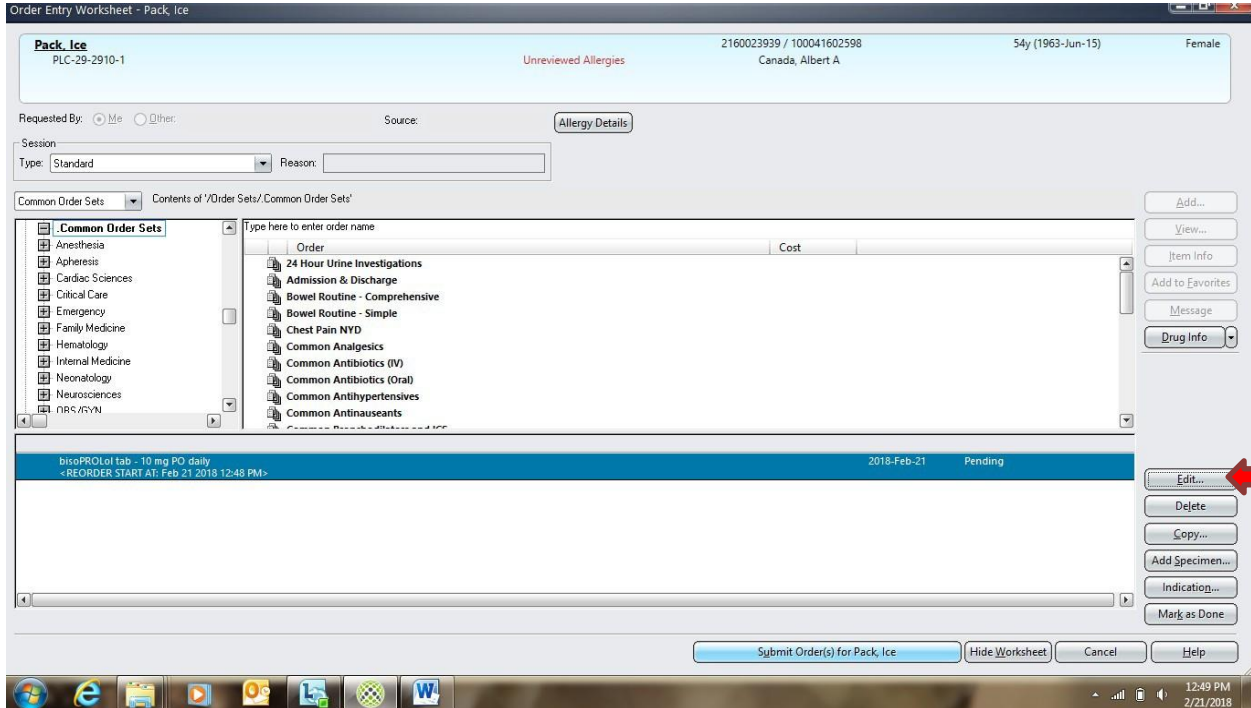 Order Entry Worksheet - Pack, Ice
Pack, Ice 2160023939 / 100041602598 54y (1963-Jun-15) Female
PLC-29-2910-1 Unreviewed Allergies Canada, Albert A
Requested By: Me Other: Source: Allergy Details
Session
Type: Standard Reason:
Common Order Sets Contents of '/Order Sets/.Common Order Sets' Add...
.Common Order Sets Type here to enter order name View...
Anesthesia Order Cost
Apheresis 24 Hour Urine Investigations Item Info
Cardiac Sciences Admission & Discharge Add to Favorites
Critical Care Bowel Routine - Comprehensive
Emergency Bowel Routine - Simple Message
Family Medicine Chest Pain NYD Drug Info
Hematology Common Analgesics
Internal Medicine Common Antibiotics (IV)
Neonatology Common Antibiotics (Oral)
Neurosciences Common Antihypertensives
OBS/GYN Common Antinauseants
bisoPROLol tab - 10 mg PO daily 2018-Feb-21 Pending
<REORDER START AT: Feb 21 2018 12:48 PM>
Edit...
Delete
Copy...
Add Specimen...
Indication...
Mark as Done
Submit Order(s) for Pack, Ice Hide Worksheet Cancel Help
12:49 PM
2/21/2018